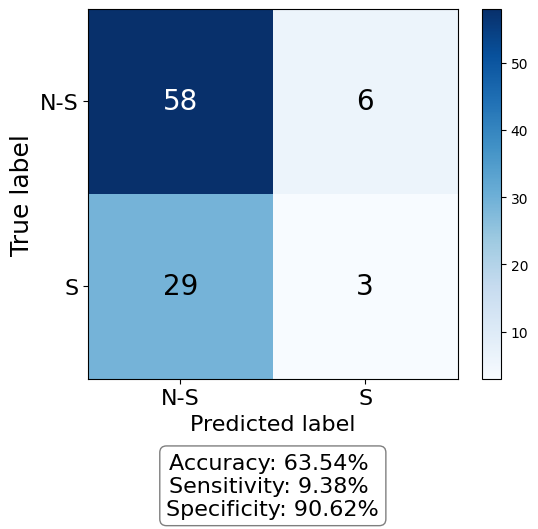 True label
N-S
58
6
S
29
3
N-S
S
Predicted label
50
40
30
20
10
Accuracy: 63.54%
Sensitivity: 9.38%
Specificity: 90.62%